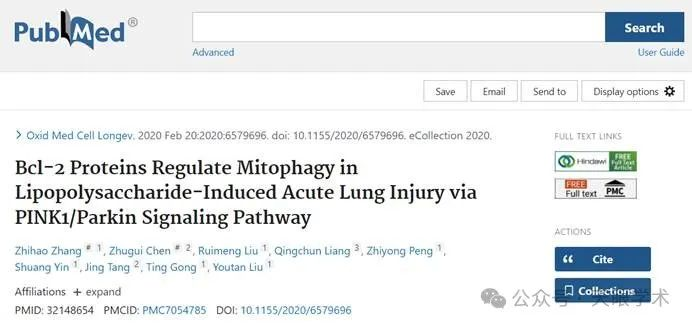 PubMed®
Search
Advanced
User Guide
Save
Email
Send to
Display options
> Oxid Med Cell Longev. 2020 Feb 20:2020:6579696. doi: 10.1155/2020/6579696. eCollection 2020.
Bcl-2 Proteins Regulate Mitophagy in
Lipopolysaccharide-Induced Acute Lung Injury via
PINK1/Parkin Signaling Pathway
Zhihao Zhang # 1, Zhugui Chen # 2, Ruimeng Liu 1, Qingchun Liang 3, Zhiyong Peng 1,
Shuang Yin 1, Jing Tang 2, Ting Gong 1, Youtan Liu 1
Affiliations + expand
PMID: 32148654 PMCID: PMC7054785 DOI: 10.1155/2020/6579696
FULL TEXT LINKS
Hindawi
FREE
Full Text
Article
FREE
Full text
PMC
ACTIONS
Cite
Collections
公众号·天眼学术